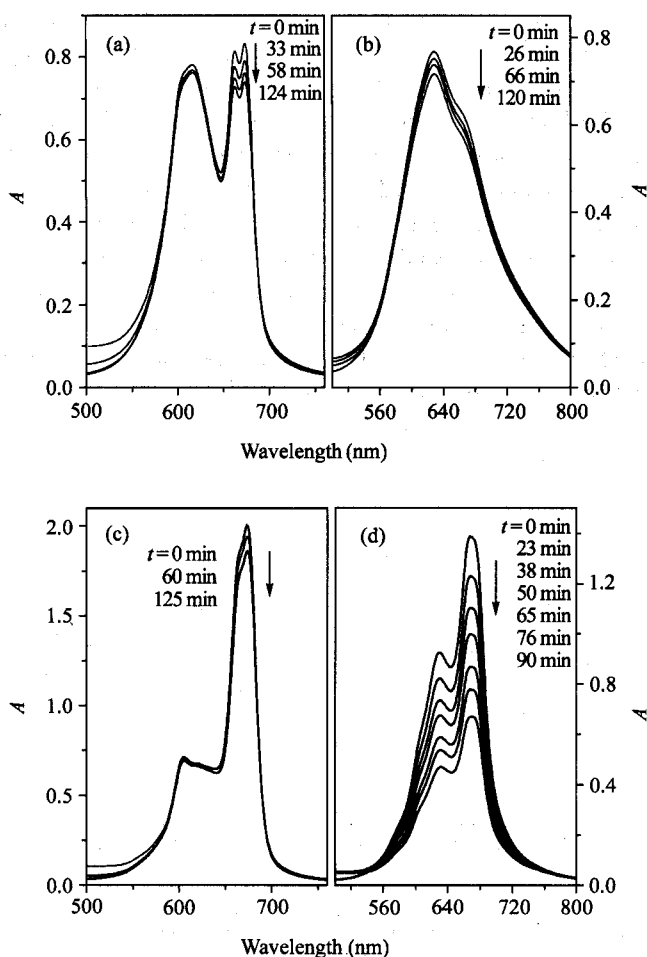 (a)
t=0 min
33 min
58 min
124 min
0.8
0.6
0.4
0.2
0.0
A
500
600
700
(b)
t=0 min
26 min
66 min
120 min
0.8
0.6
0.4
0.2
0.0
A
560
640
720
800
Wavelength (nm)
(c)
t=0 min
60 min
125 min
2.0
1.5
1.0
0.5
0.0
A
500
600
700
(d)
t=0 min
23 min
38 min
50 min
65 min
76 min
90 min
1.2
0.8
0.4
0.0
A
560
640
720
800
Wavelength (nm)